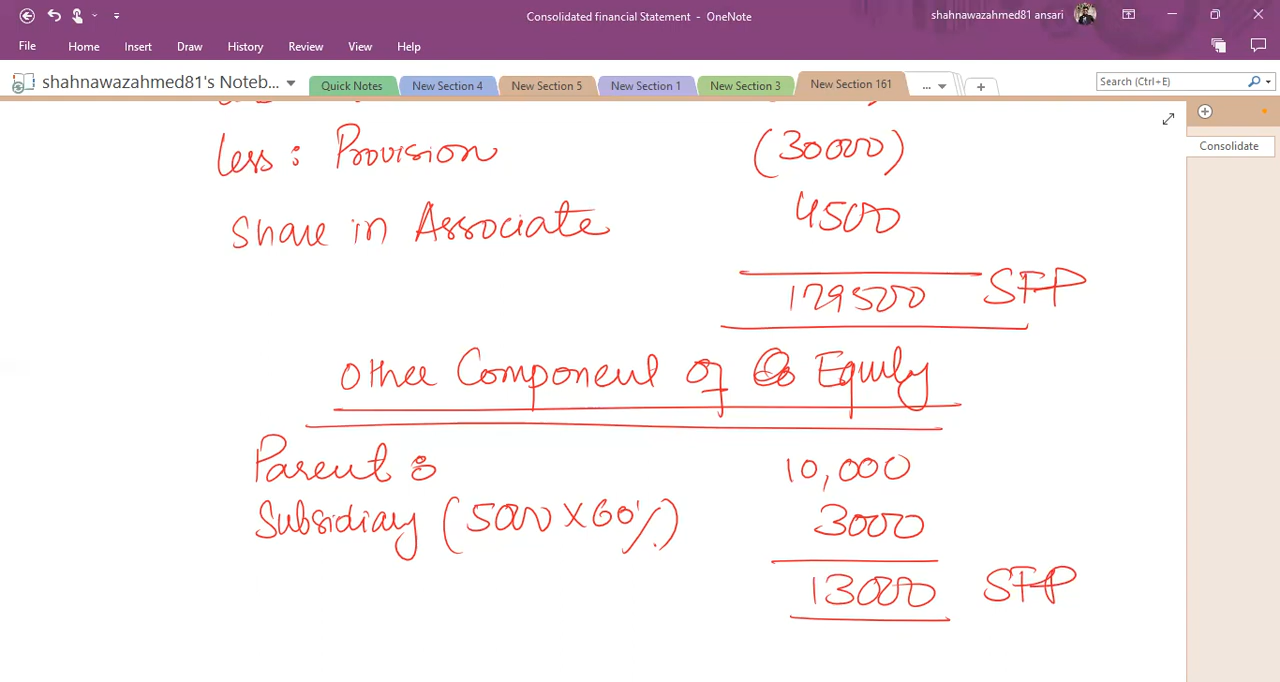 Consolidated financial Statement - OneNote
shahnawazahmed81 ansari
File Home Insert Draw History Review View Help
shahnawazahmed81's Noteb...
Quick Notes
New Section 4
New Section 5
New Section 1
New Section 3
New Section 161
...
Search (Ctrl+E)
Consolidate
less : Provision (30000)
Share in Associate 4500
129500 SFP
Other Component of Equity
Parent : 10,000
Subsidiary (5000 X 60%) 3000
13000 SFP